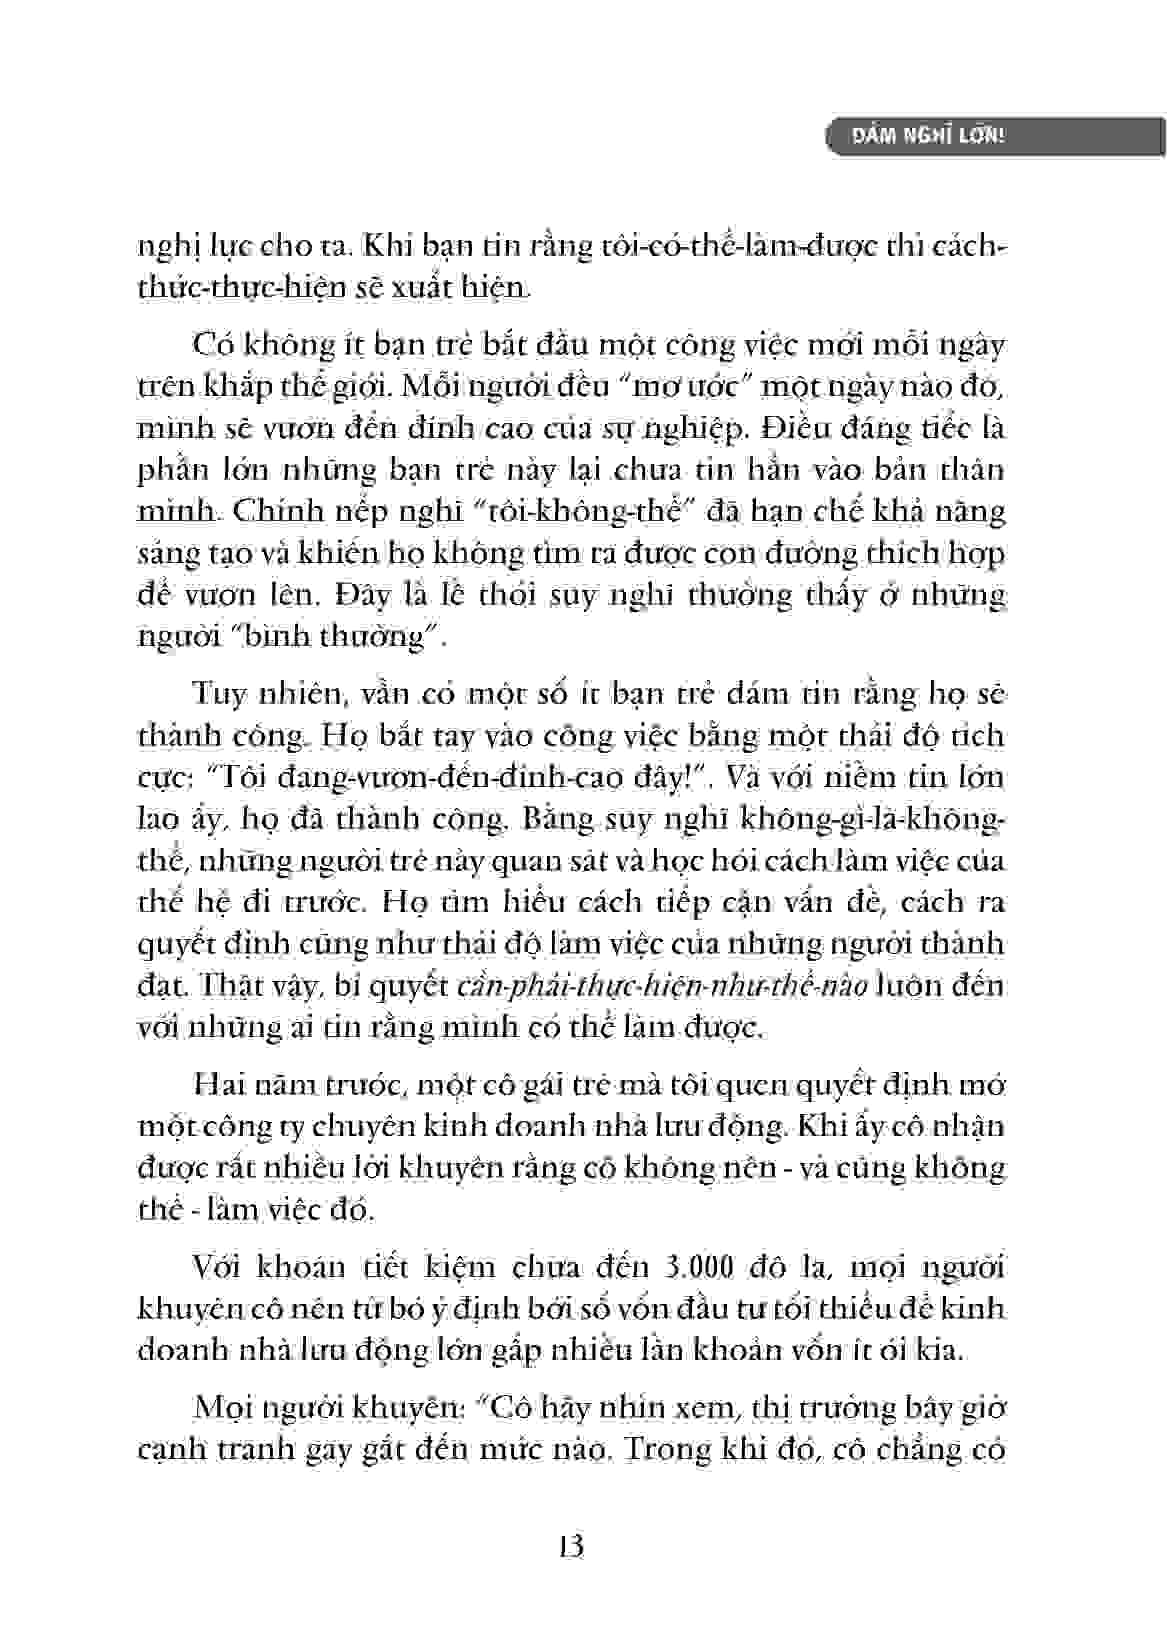 DÁM NGHĨ LỚN!
nghị lực cho ta. Khi bạn tin rằng tôi-có-thể-làm-được thì cách-
thức-thực-hiện sẽ xuất hiện.
Có không ít bạn trẻ bắt đầu một công việc mới mỗi ngày
trên khắp thế giới. Mỗi người đều “mơ ước” một ngày nào đó,
mình sẽ vươn đến đỉnh cao của sự nghiệp. Điều đáng tiếc là
phần lớn những bạn trẻ này lại chưa tin hẳn vào bản thân
mình. Chính nếp nghĩ “tôi-không-thể” đã hạn chế khả năng
sáng tạo và khiến họ không tìm ra được con đường thích hợp
để vươn lên. Đây là lề thói suy nghĩ thường thấy ở những
người “bình thường”.
Tuy nhiên, vẫn có một số ít bạn trẻ dám tin rằng họ sẽ
thành công. Họ bắt tay vào công việc bằng một thái độ tích
cực: “Tôi đang-vươn-đến-đỉnh-cao đây!”. Và với niềm tin lớn
lao ấy, họ đã thành công. Bằng suy nghĩ không-gì-là-không-
thể, những người trẻ này quan sát và học hỏi cách làm việc của
thế hệ đi trước. Họ tìm hiểu cách tiếp cận vấn đề, cách ra
quyết định cũng như thái độ làm việc của những người thành
đạt. Thật vậy, bí quyết cần-phải-thực-hiện-như-thế-nào luôn đến
với những ai tin rằng mình có thể làm được.
Hai năm trước, một cô gái trẻ mà tôi quen quyết định mở
một công ty chuyên kinh doanh nhà lưu động. Khi ấy cô nhận
được rất nhiều lời khuyên rằng cô không nên - và cũng không
thể - làm việc đó.
Với khoản tiết kiệm chưa đến 3.000 đô la, mọi người
khuyên cô nên từ bỏ ý định bởi số vốn đầu tư tối thiểu để kinh
doanh nhà lưu động lớn gấp nhiều lần khoản vốn ít ỏi kia.
Mọi người khuyên: “Cô hãy nhìn xem, thị trường bây giờ
cạnh tranh gay gắt đến mức nào. Trong khi đó, cô chẳng có
13